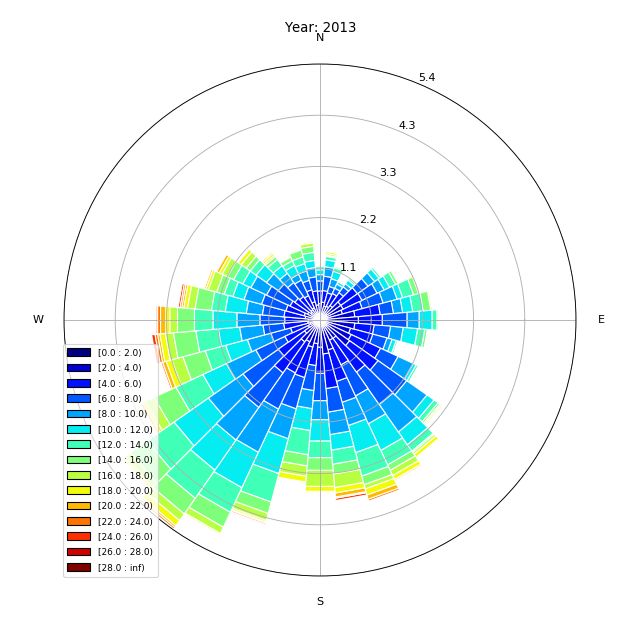 Year: 2013
N
5.4
4.3
3.3
2.2
1.1
W
E
[0.0 : 2.0)
[2.0 : 4.0)
[4.0 : 6.0)
[6.0 : 8.0)
[8.0 : 10.0)
[10.0 : 12.0)
[12.0 : 14.0)
[14.0 : 16.0)
[16.0 : 18.0)
[18.0 : 20.0)
[20.0 : 22.0)
[22.0 : 24.0)
[24.0 : 26.0)
[26.0 : 28.0)
[28.0 : inf)
S